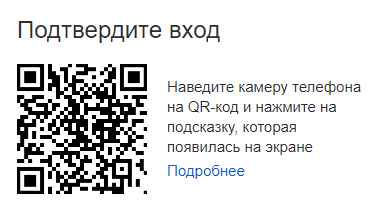 Подтвердите вход
Наведите камеру телефона
на QR-код и нажмите на
подсказку, которая
появилась на экране
Подробнее